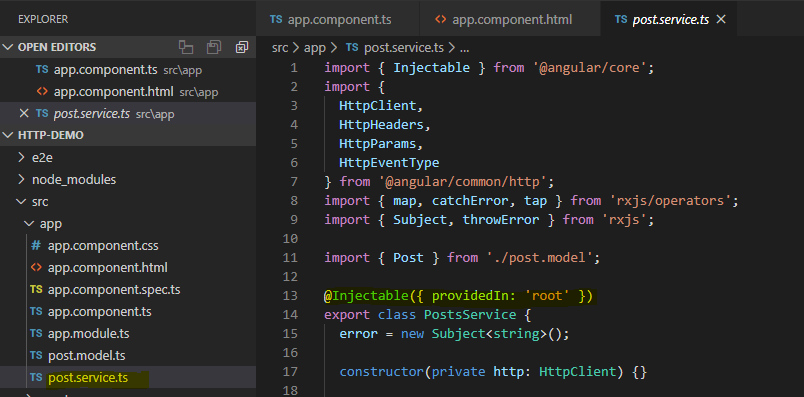 EXPLORER
OPEN EDITORS
TS app.component.ts src\app
<> app.component.html src\app
× TS post.service.ts src\app
HTTP-DEMO
> e2e
> node_modules
src
app
# app.component.css
<> app.component.html
TS app.component.spec.ts
TS app.component.ts
TS app.module.ts
TS post.model.ts
TS post.service.ts
TS app.component.ts <> app.component.html TS post.service.ts ×
src > app > TS post.service.ts > ...
1 import { Injectable } from '@angular/core';
2 import {
3 HttpClient,
4 HttpHeaders,
5 HttpParams,
6 HttpEventType
7 } from '@angular/common/http';
8 import { map, catchError, tap } from 'rxjs/operators';
9 import { Subject, throwError } from 'rxjs';
10
11 import { Post } from './post.model';
12
13 @Injectable({ providedIn: 'root' })
14 export class PostsService {
15 error = new Subject<string>();
16
17 constructor(private http: HttpClient) {}
18